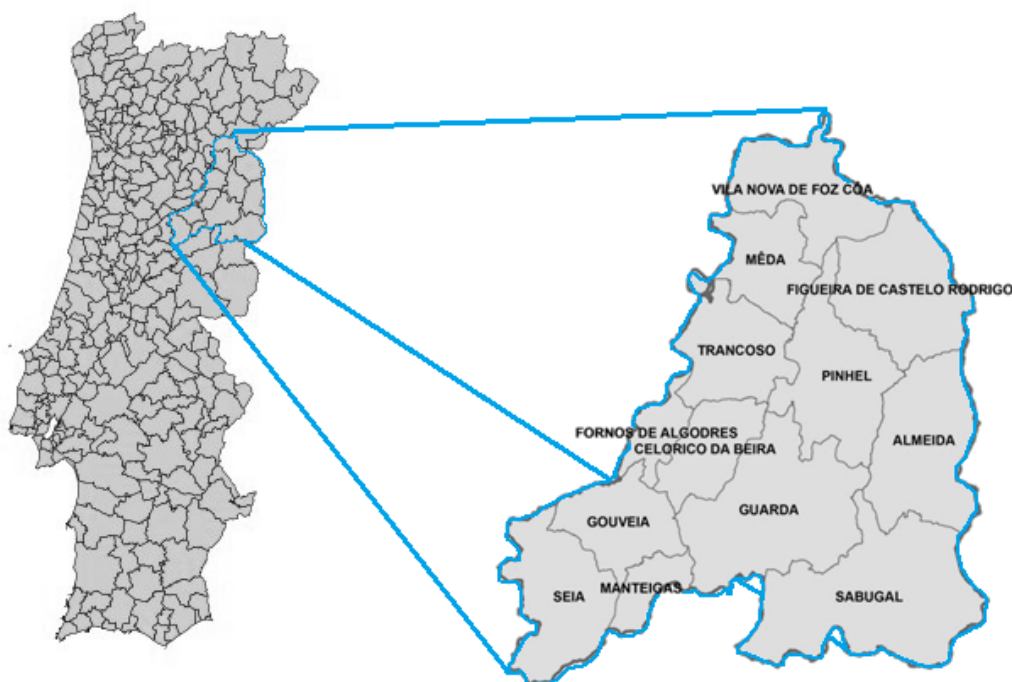 VILA NOVA DE FOZ CÔA
MÊDA
FIGUEIRA DE CASTELO RODRIGO
TRANCOSO
PINHEL
FORNOS DE ALGODRES
ALMEIDA
CELORICO DA BEIRA
GUARDA
GOUVEIA
MANTEIGAS
SEIA
SABUGAL